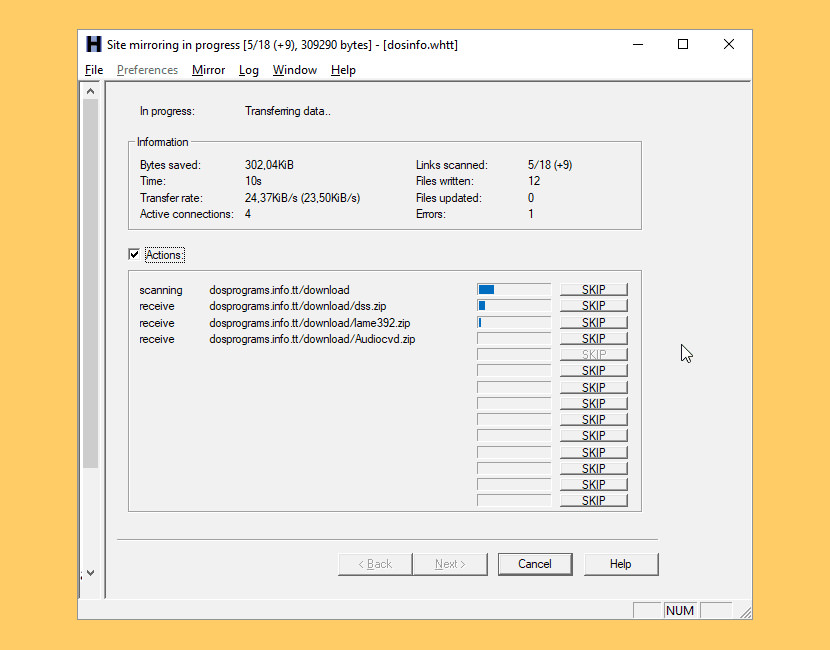 H Site mirroring in progress [5/18 (+9), 309290 bytes] - [dosinfo.whtt]
File Preferences Mirror Log Window Help
In progress: Transferring data..
Information
Bytes saved: 302,04KiB Links scanned: 5/18 (+9)
Time: 10s Files written: 12
Transfer rate: 24,37KiB/s (23,50KiB/s) Files updated: 0
Active connections: 4 Errors: 1
Actions:
scanning dosprograms.info.tt/download SKIP
receive dosprograms.info.tt/download/dss.zip SKIP
receive dosprograms.info.tt/download/lame392.zip SKIP
receive dosprograms.info.tt/download/Audiocvd.zip SKIP
SKIP
SKIP
SKIP
SKIP
SKIP
SKIP
SKIP
SKIP
SKIP
SKIP
< Back Next > Cancel Help
NUM